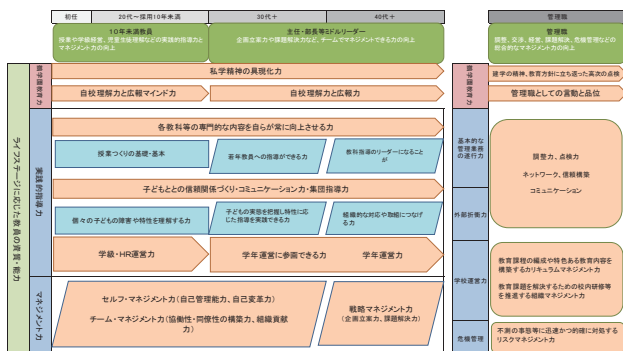 初任
20代～採用10年未満
30代+
40代+
管理職
10年未満教員
授業や学級経営、児童生徒理解などの実践的指導力と
マネジメント力の向上
主任・部長等ミドルリーダー
企画立案力や課題解決力など、チームでマネジメントできる力の向上
管理職
調整、交渉、経営、課題解決、危機管理などの
総合的なマネジメント力の向上
ライフステージに応じた教員の資質・能力
建学調教育力
私学精神の具現化力
自校理解力と広報マインド力
自校理解力と広報力
実践的指導力
各教科等の専門的な内容を自らが常に向上させる力
授業つくりの基礎・基本
若年教員への指導ができる力
教科指導のリーダーになること
が
子どもとの信頼関係づくり・コミュニケーション力・集団指導力
個々の子どもの障害や特性を理解する力
子どもの実態を把握し特性に応
じた指導を実践できる力
組織的な対応や取組につなげ
る力
学級・HR運営力
学年運営に参画できる力
学年運営力
マネジメント力
セルフ・マネジメント力（自己管理能力、自己変革力）
チーム・マネジメント力（協働性・同僚性の構築力、組織貢献
力）
戦略マネジメント力
（企画立案力、課題解決力）
建学調教育力
建学の精神、教育方針に立ち返った高次の点検
管理職としての言動と品位
基本的な
管理業務
の遂行力
調整力、点検力
ネットワーク、信頼構築
コミュニケーション
外部折衝力
学校運営力
教育課程の編成や特色ある教育内容を
構築するカリキュラムマネジメント力
教育課題を解決するための校内研修等
を推進する組織マネジメント力
危機管理
不測の事態等に迅速かつ的確に対処する
リスクマネジメント力